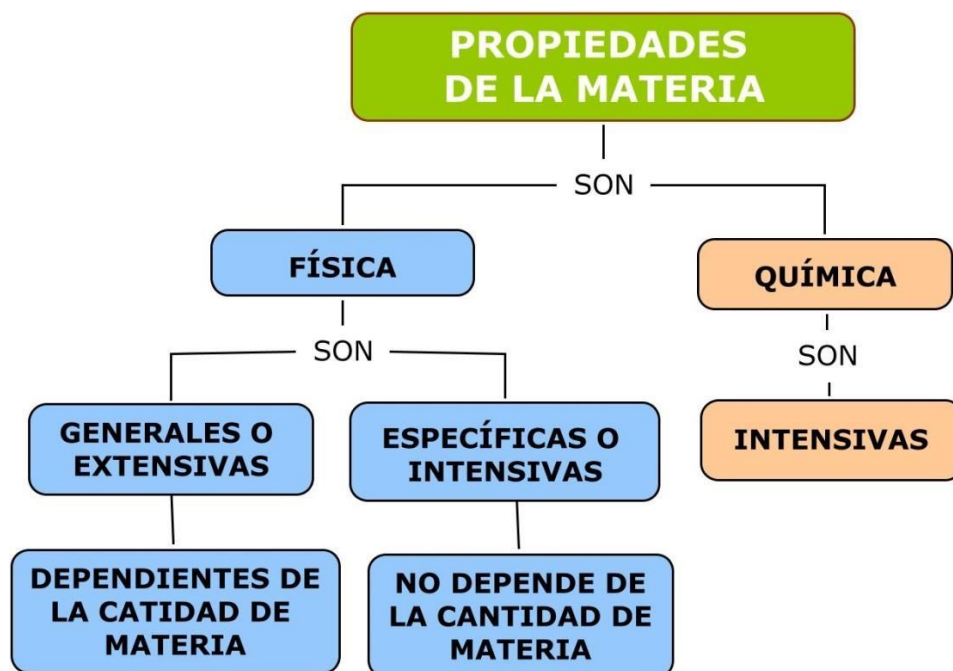 PROPIEDADES
DE LA MATERIA
SON
FÍSICA
QUÍMICA
SON
SON
GENERALES O
EXTENSIVAS
ESPECÍFICAS O
INTENSIVAS
INTENSIVAS
DEPENDIENTES DE
LA CATIDAD DE
MATERIA
NO DEPENDE DE
LA CANTIDAD DE
MATERIA